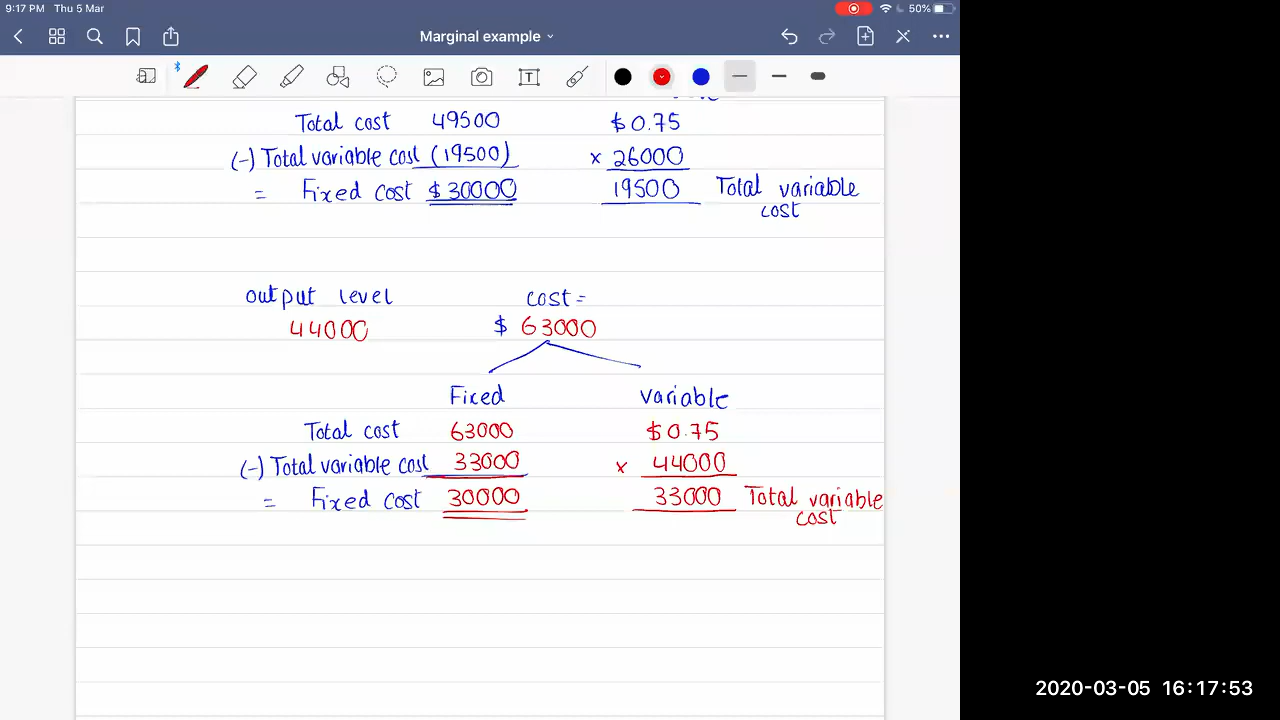 9:17 PM Thu 5 Mar
50%
Marginal example
Total cost 49500 $0.75
(-) Total variable cost (19500) x 26000
= Fixed cost $30000 19500 Total variable
cost
output level cost =
44000 $ 63000
Fixed variable
Total cost 63000 $0.75
(-) Total variable cost 33000 x 44000
= Fixed cost 30000 33000 Total variable
cost
2020-03-05 16:17:53